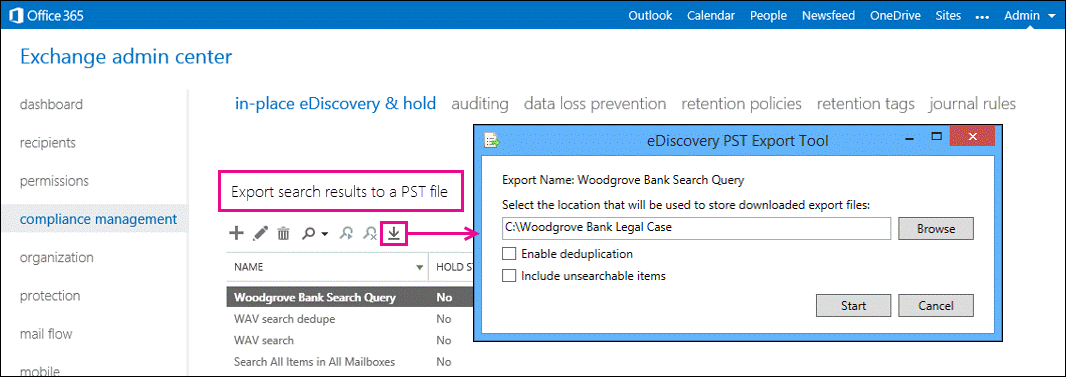 Office 365
Outlook Calendar People Newsfeed OneDrive Sites ••• Admin
Exchange admin center
dashboard
recipients
permissions
compliance management
organization
protection
mail flow
mobile
in-place eDiscovery & hold auditing data loss prevention retention policies retention tags journal rules
Export search results to a PST file
NAME HOLD S
Woodgrove Bank Search Query No
WAV search dedupe No
WAV search No
Search All Items in All Mailboxes No
eDiscovery PST Export Tool
Export Name: Woodgrove Bank Search Query
Select the location that will be used to store downloaded export files:
C:\Woodgrove Bank Legal Case Browse
Enable deduplication
Include unsearchable items
Start Cancel